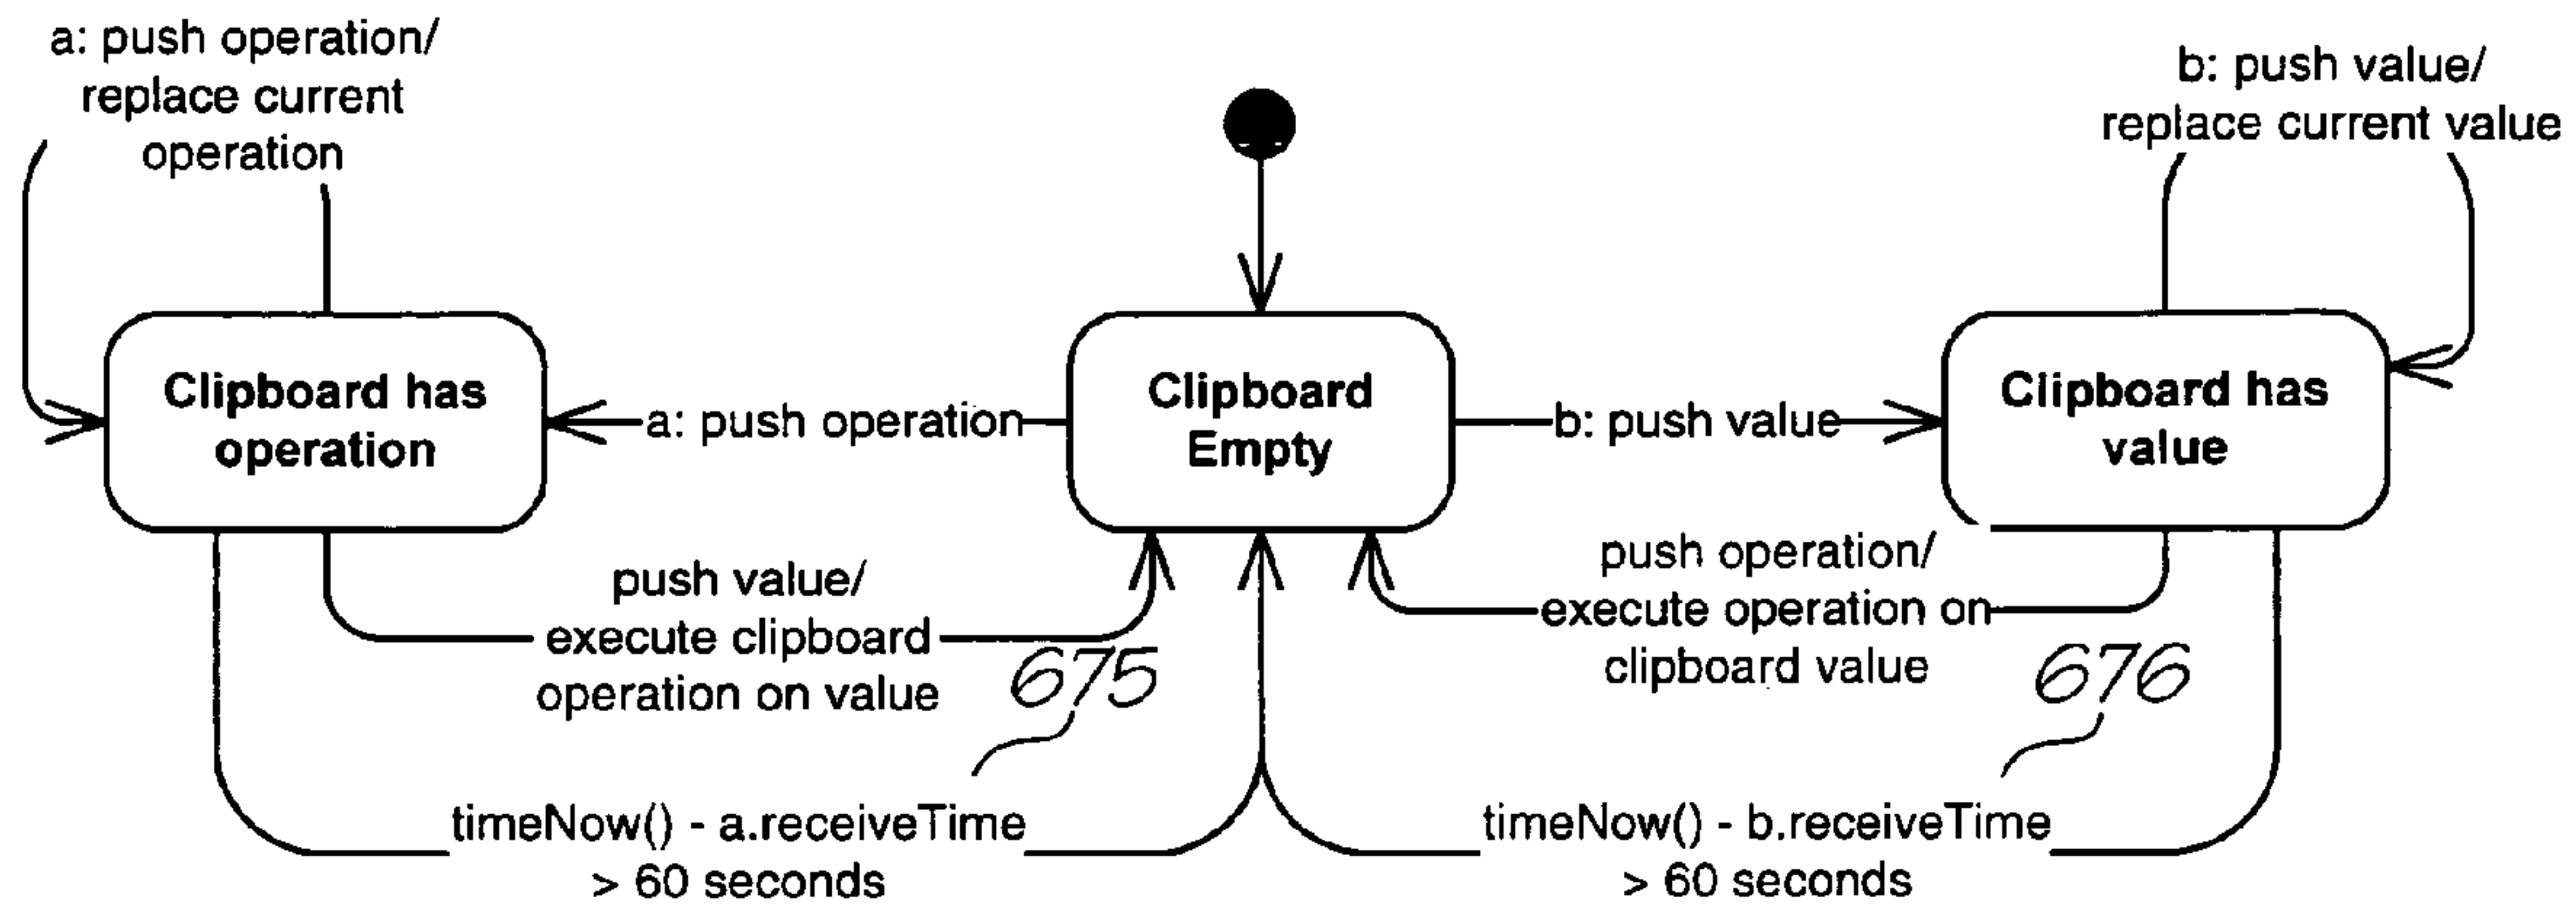 a: push operation/
replace current
operation
b: push value/
replace current value
Clipboard has
operation
a: push operation
Clipboard
Empty
b: push value
Clipboard has
value
push value/
execute clipboard
operation on value
675
push operation/
execute operation on
clipboard value
676
timeNow() - a.receiveTime
> 60 seconds
timeNow() - b.receiveTime
> 60 seconds